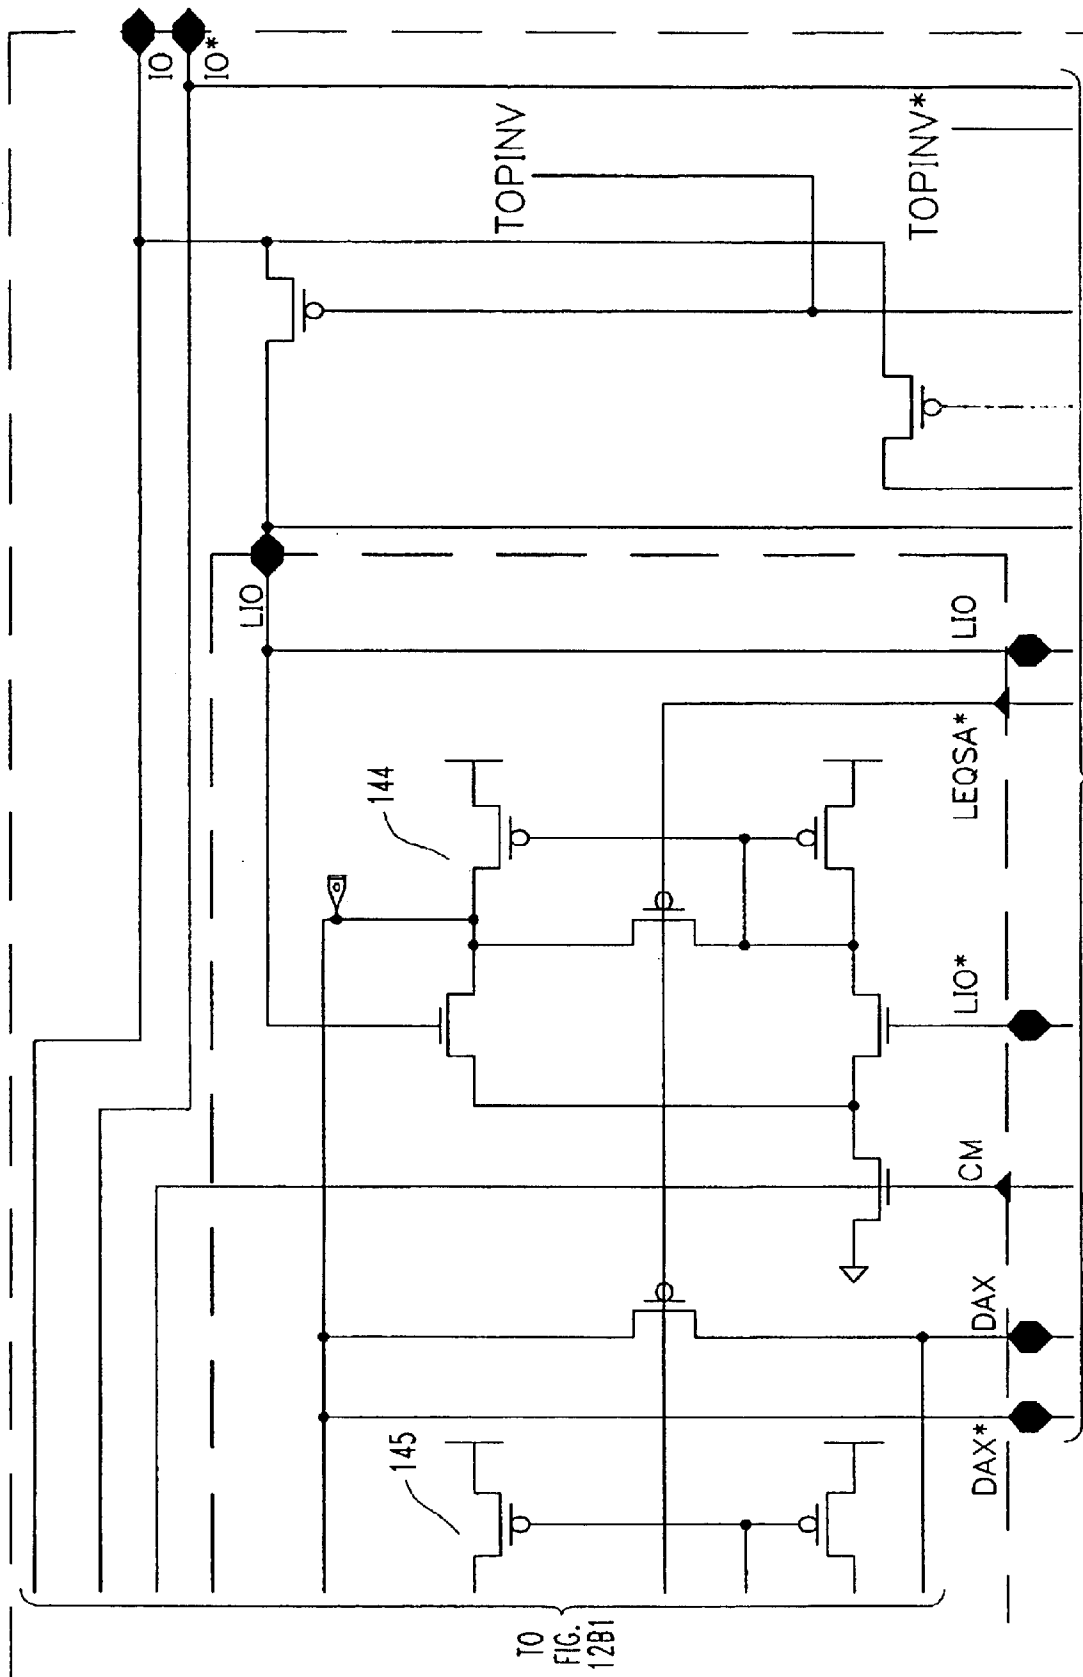 IO
IO*
TOPINV
TOPINV*
LIO
LIO
LEQSA*
144
LIO*
CM
DAX
DAX*
145
TO
FIG.
12B1